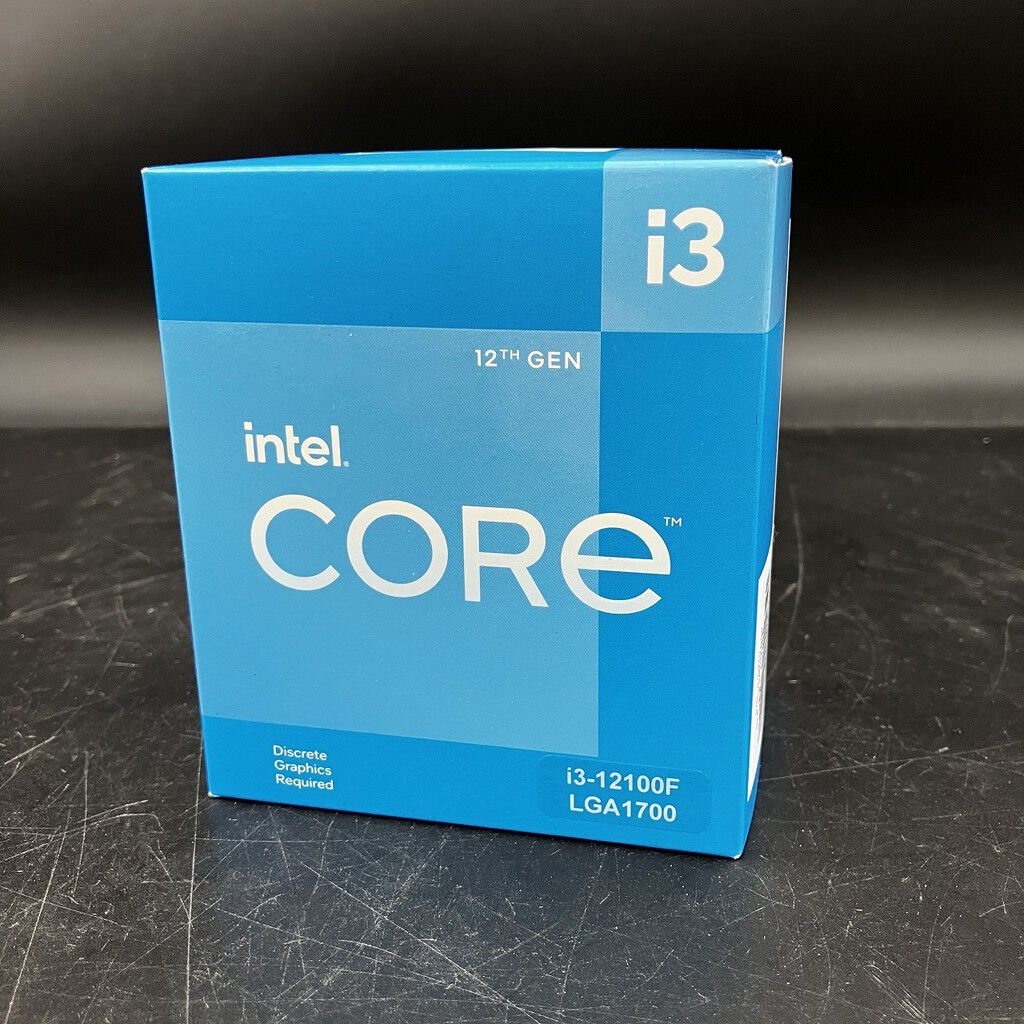 i3
12TH GEN
intel.
CORe™
Discrete
Graphics
Required
i3-12100F
LGA1700